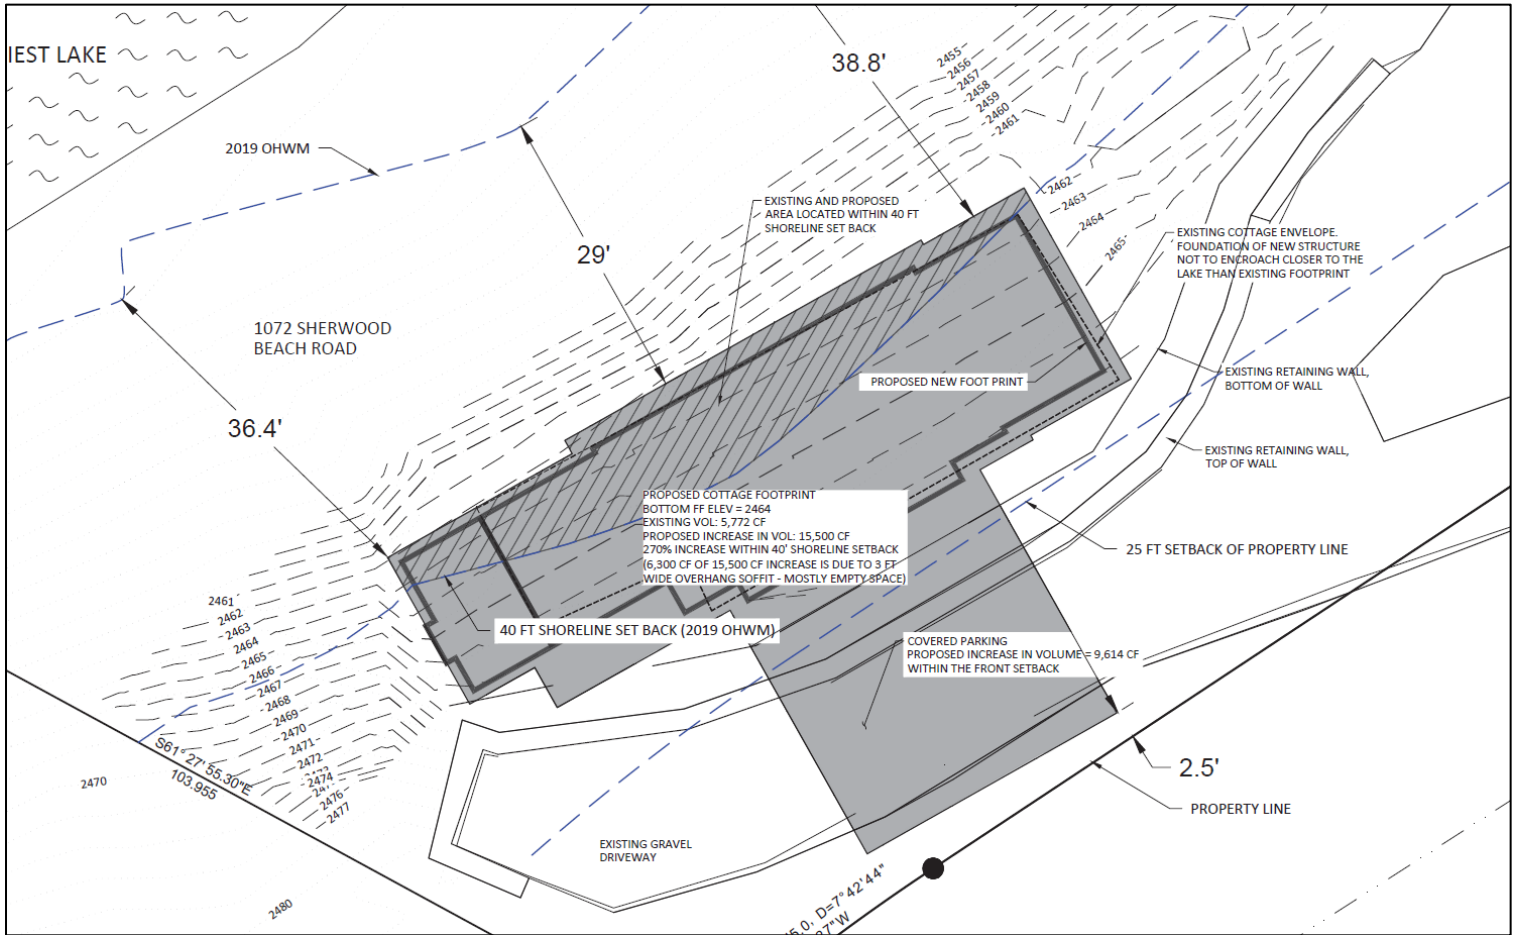 IEST LAKE
38.8'
2455
2456
2457
2458
2459
2460
2461
2019 OHWM
29'
EXISTING AND PROPOSED
AREA LOCATED WITHIN 40 FT
SHORELINE SET BACK
2462
2463
2464
2465
EXISTING COTTAGE ENVELOPE.
FOUNDATION OF NEW STRUCTURE
NOT TO ENCROACH CLOSER TO THE
LAKE THAN EXISTING FOOTPRINT
1072 SHERWOOD
BEACH ROAD
36.4'
PROPOSED NEW FOOT PRINT
EXISTING RETAINING WALL,
BOTTOM OF WALL
EXISTING RETAINING WALL,
TOP OF WALL
PROPOSED COTTAGE FOOTPRINT
BOTTOM FF ELEV = 2464
EXISTING VOL: 5,772 CF
PROPOSED INCREASE IN VOL: 15,500 CF
270% INCREASE WITHIN 40' SHORELINE SETBACK
(6,300 CF OF 15,500 CF INCREASE IS DUE TO 3 FT
WIDE OVERHANG SOFFIT - MOSTLY EMPTY SPACE)
25 FT SETBACK OF PROPERTY LINE
40 FT SHORELINE SET BACK (2019 OHWM)
COVERED PARKING
PROPOSED INCREASE IN VOLUME = 9,614 CF
WITHIN THE FRONT SETBACK
2461
2462
2463
2464
2465
2466
2467
2468
2469
2470
2471
2472
2474
2476
2477
S61° 27' 55.30"E
103.955
2470
2480
2.5'
PROPERTY LINE
EXISTING GRAVEL
DRIVEWAY
5.0, D=7°42'44"